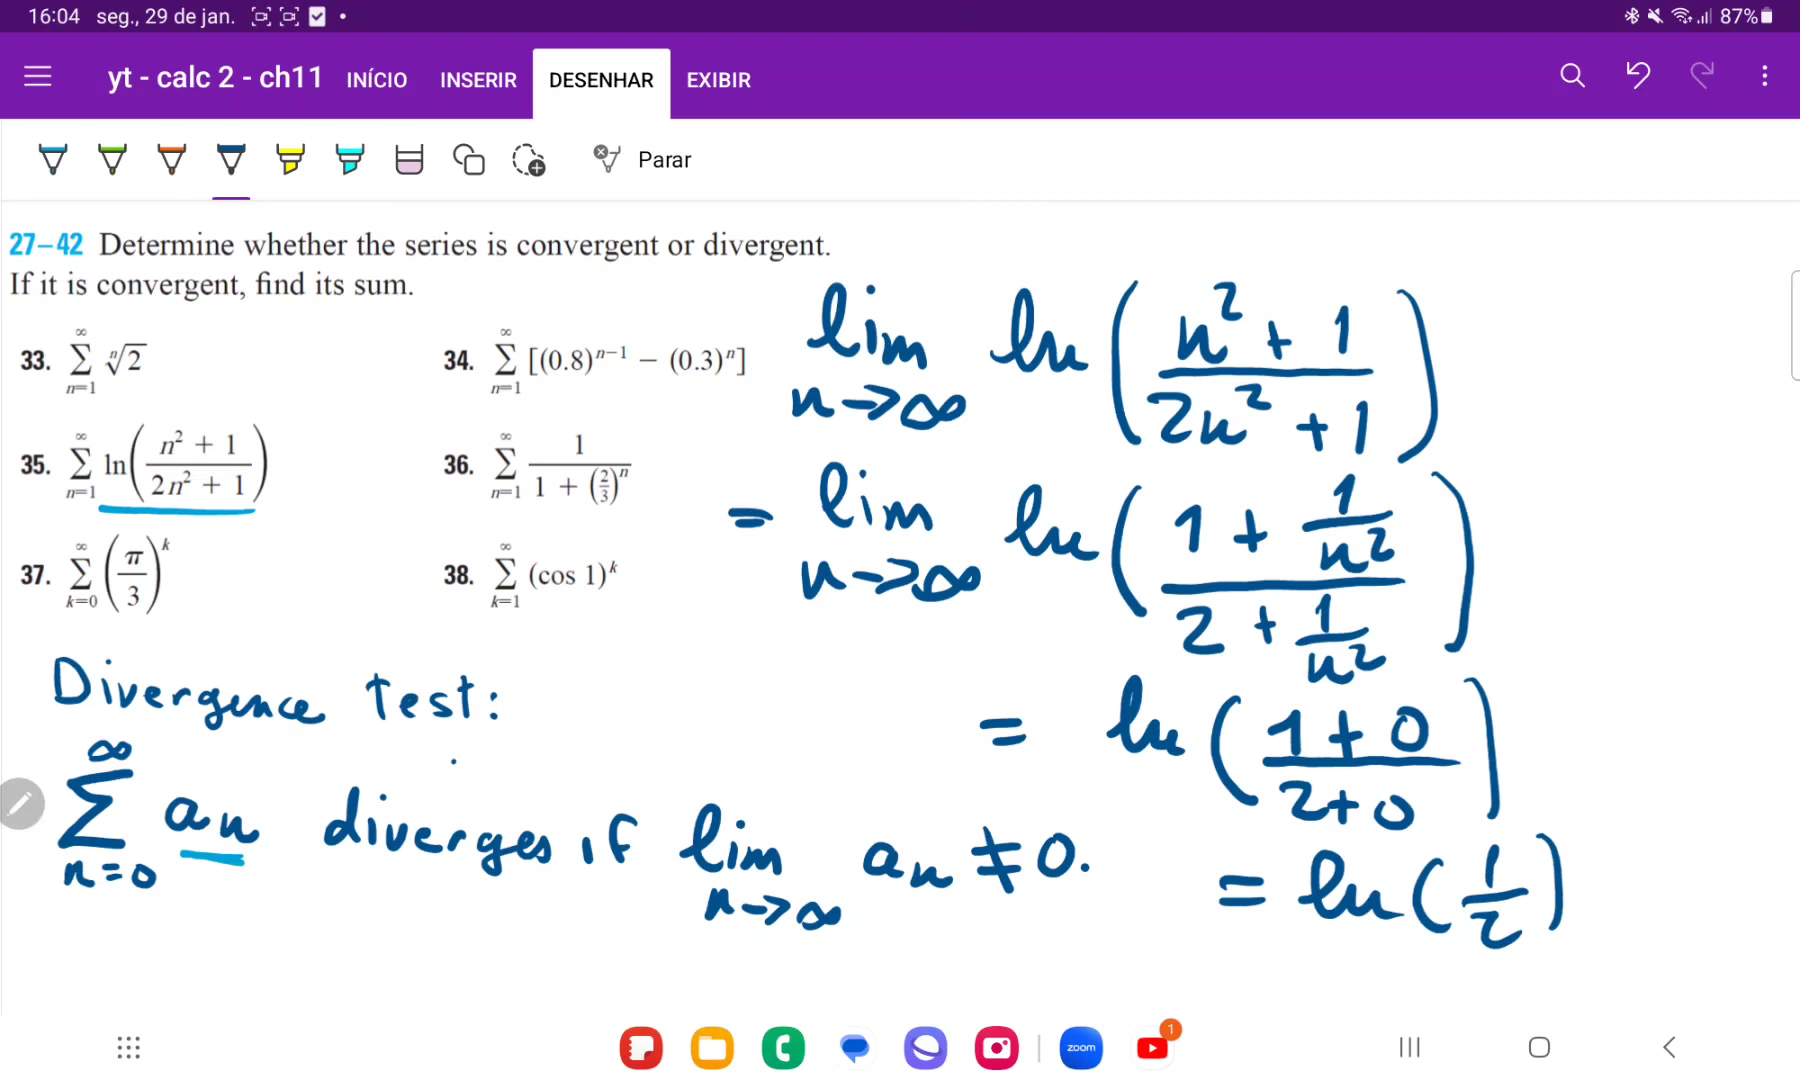 16:04 seg., 29 de jan. 87%
yt - calc 2 - ch11 INÍCIO INSERIR DESENHAR EXIBIR
Parar
27–42 Determine whether the series is convergent or divergent.
If it is convergent, find its sum.
33. ∞ ∑ n=1 ⁿ√2
34. ∞ ∑ n=1 [(0.8)ⁿ⁻¹ − (0.3)ⁿ]
35. ∞ ∑ n=1 ln((n² + 1)/(2n² + 1))
36. ∞ ∑ n=1 1/(1 + (2/3)ⁿ)
37. ∞ ∑ k=0 (π/3)ᵏ
38. ∞ ∑ k=1 (cos 1)ᵏ
Divergence test:
∞ ∑ n=0 aₙ diverges if lim n→∞ aₙ ≠ 0.
lim n→∞ ln((n² + 1)/(2n² + 1))
= lim n→∞ ln((1 + 1/n²)/(2 + 1/n²))
= ln((1+0)/(2+0))
= ln(1/2)
zoom
1